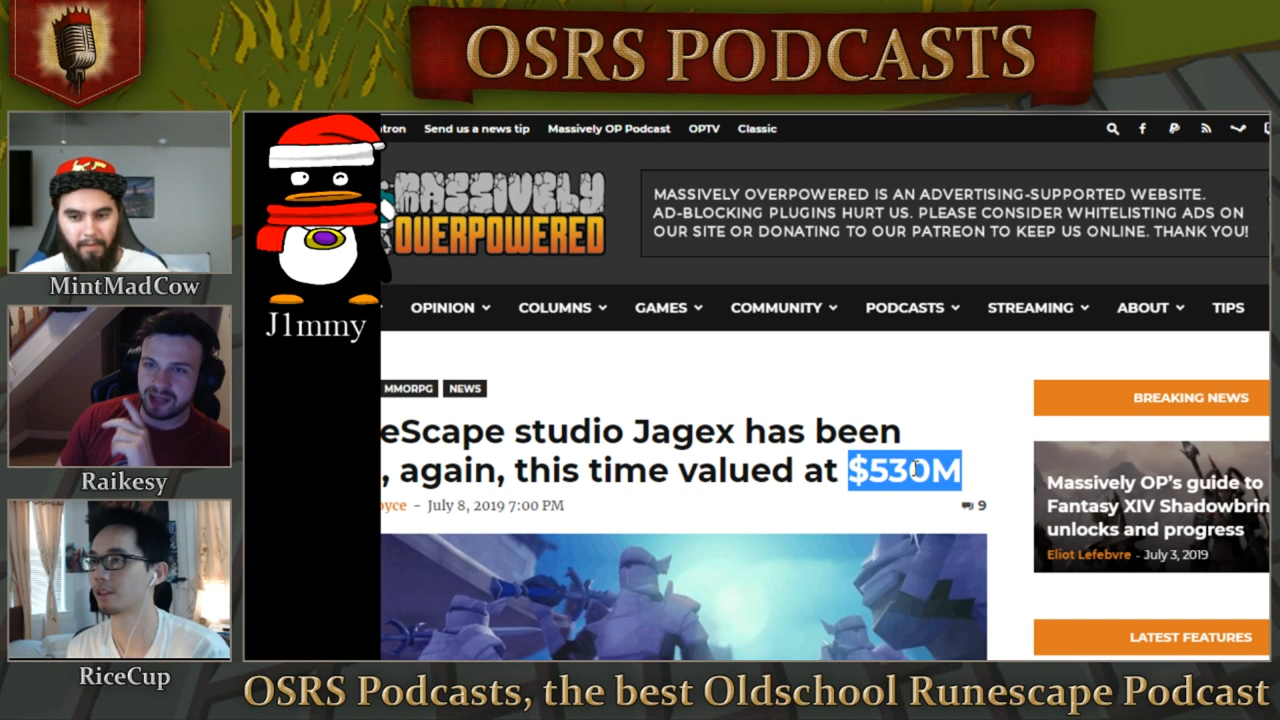 OSRS PODCASTS
MintMadCow
Raikesy
RiceCup
J1mmy
Send us a news tip Massively OP Podcast OPTV Classic
MASSIVELY
OVERPOWERED
MASSIVELY OVERPOWERED IS AN ADVERTISING-SUPPORTED WEBSITE.
AD-BLOCKING PLUGINS HURT US. PLEASE CONSIDER WHITELISTING ADS ON
OUR SITE OR DONATING TO OUR PATREON TO KEEP US ONLINE. THANK YOU!
OPINION COLUMNS GAMES COMMUNITY PODCASTS STREAMING ABOUT TIPS
MMORPG NEWS
eScape studio Jagex has been
, again, this time valued at $530M
oyce - July 8, 2019 7:00 PM 9
BREAKING NEWS
Massively OP's guide to
Fantasy XIV Shadowbrin
unlocks and progress
Eliot Lefebvre - July 3, 2019
LATEST FEATURES
OSRS Podcasts, the best Oldschool Runescape Podcast